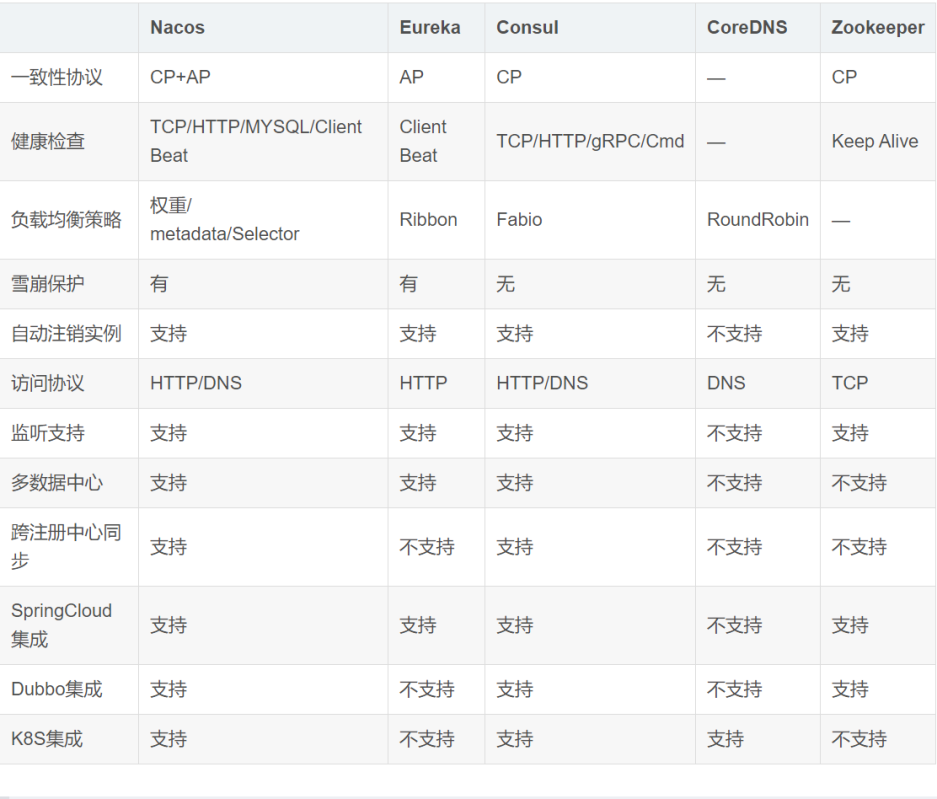 Nacos Eureka Consul CoreDNS Zookeeper
一致性协议 CP+AP AP CP — CP
健康检查 TCP/HTTP/MYSQL/Client Beat Client Beat TCP/HTTP/gRPC/Cmd — Keep Alive
负载均衡策略 权重/metadata/Selector Ribbon Fabio RoundRobin —
雪崩保护 有 有 无 无 无
自动注销实例 支持 支持 支持 不支持 支持
访问协议 HTTP/DNS HTTP HTTP/DNS DNS TCP
监听支持 支持 支持 支持 不支持 支持
多数据中心 支持 支持 支持 不支持 不支持
跨注册中心同步 支持 不支持 支持 不支持 不支持
SpringCloud集成 支持 支持 支持 不支持 支持
Dubbo集成 支持 不支持 支持 不支持 支持
K8S集成 支持 不支持 支持 支持 不支持